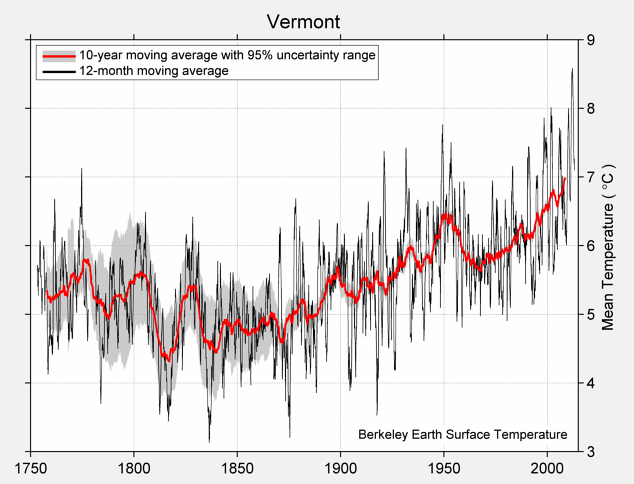 Vermont
10-year moving average with 95% uncertainty range
12-month moving average
9
8
7
6
5
4
3
Mean Temperature ( °C )
Berkeley Earth Surface Temperature
1750
1800
1850
1900
1950
2000